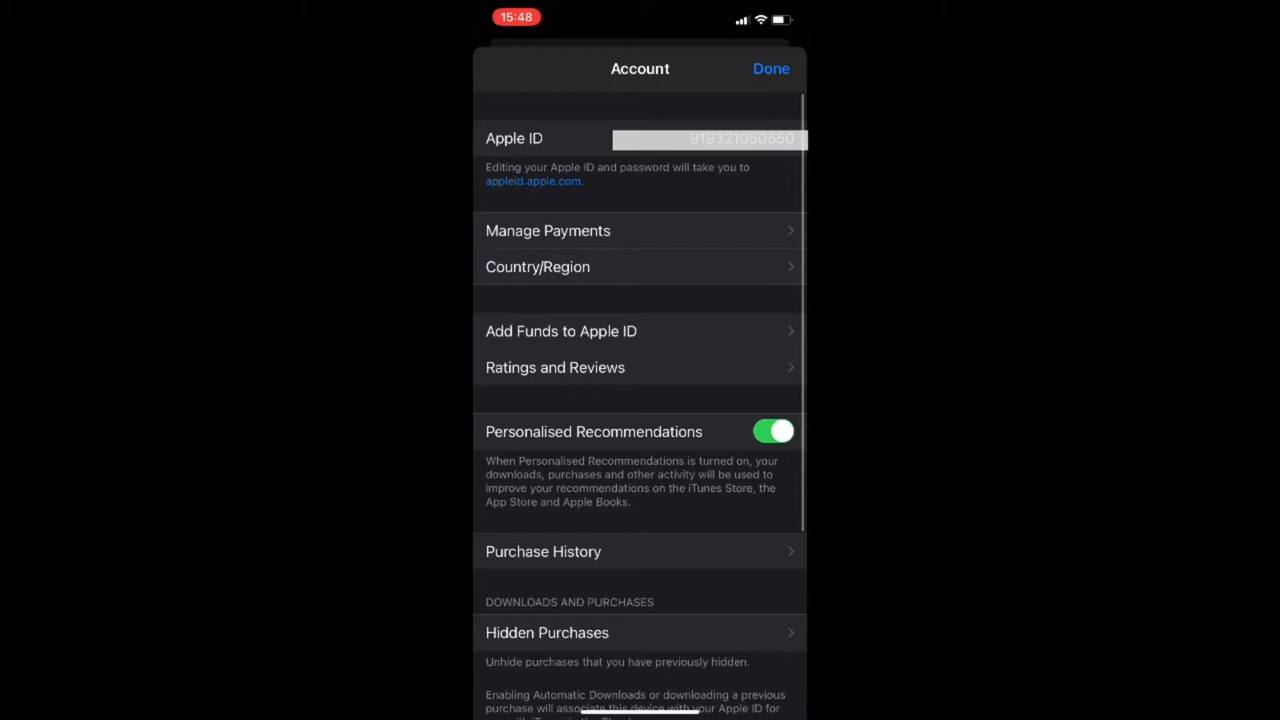 15:48
Account
Done
Apple ID
Editing your Apple ID and password will take you to
appleid.apple.com.
Manage Payments
Country/Region
Add Funds to Apple ID
Ratings and Reviews
Personalised Recommendations
When Personalised Recommendations is turned on, your
downloads, purchases and other activity will be used to
improve your recommendations on the iTunes Store, the
App Store and Apple Books.
Purchase History
DOWNLOADS AND PURCHASES
Hidden Purchases
Unhide purchases that you have previously hidden.
Enabling Automatic Downloads or downloading a previous
purchase will associate this device with your Apple ID for